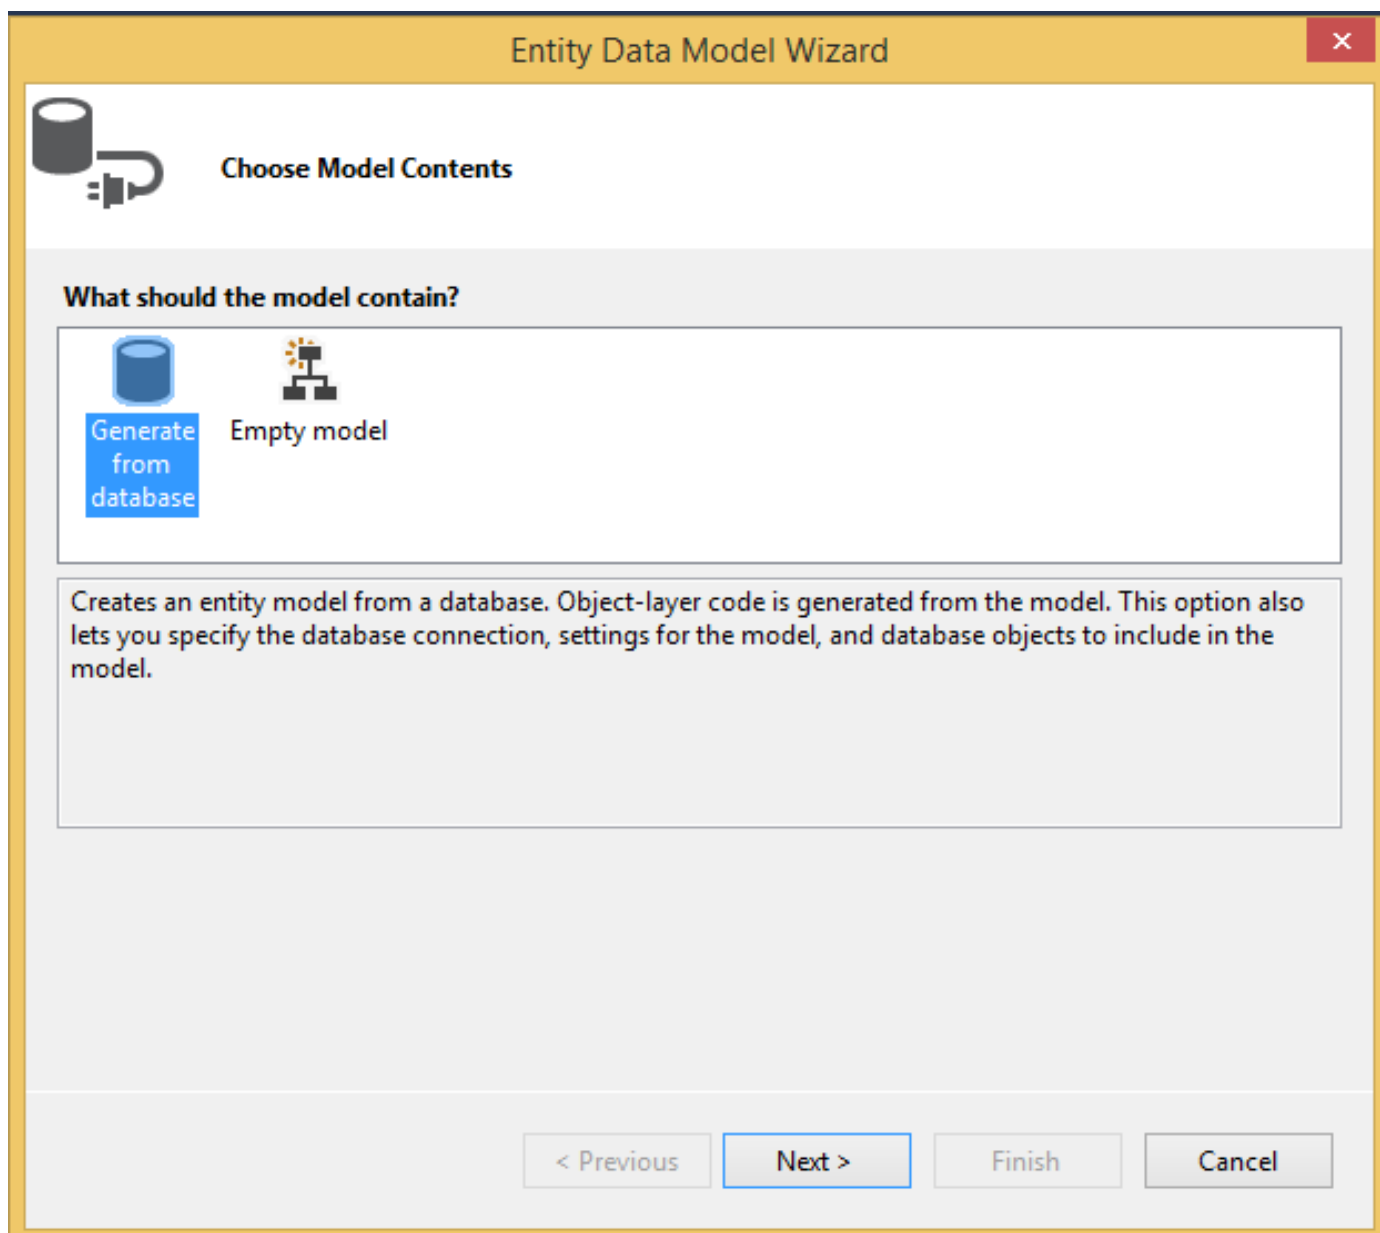 Entity Data Model Wizard
Choose Model Contents
What should the model contain?
Generate
from
database
Empty model
Creates an entity model from a database. Object-layer code is generated from the model. This option also
lets you specify the database connection, settings for the model, and database objects to include in the
model.
< Previous
Next >
Finish
Cancel